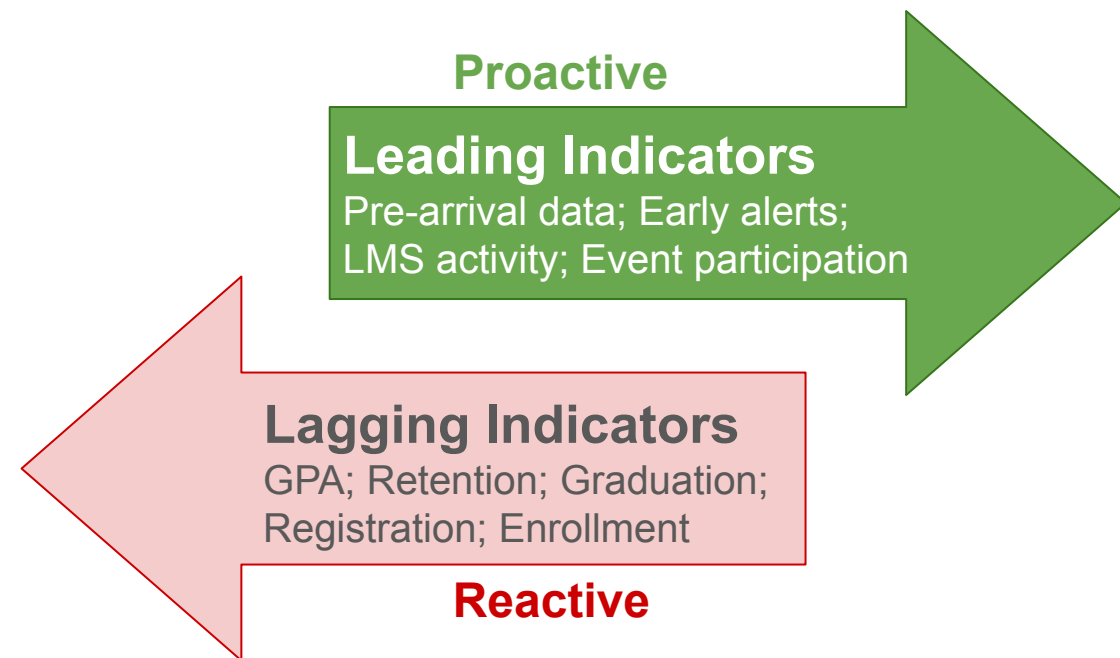 Proactive
Leading Indicators
Pre-arrival data; Early alerts;
LMS activity; Event participation
Lagging Indicators
GPA; Retention; Graduation;
Registration; Enrollment
Reactive